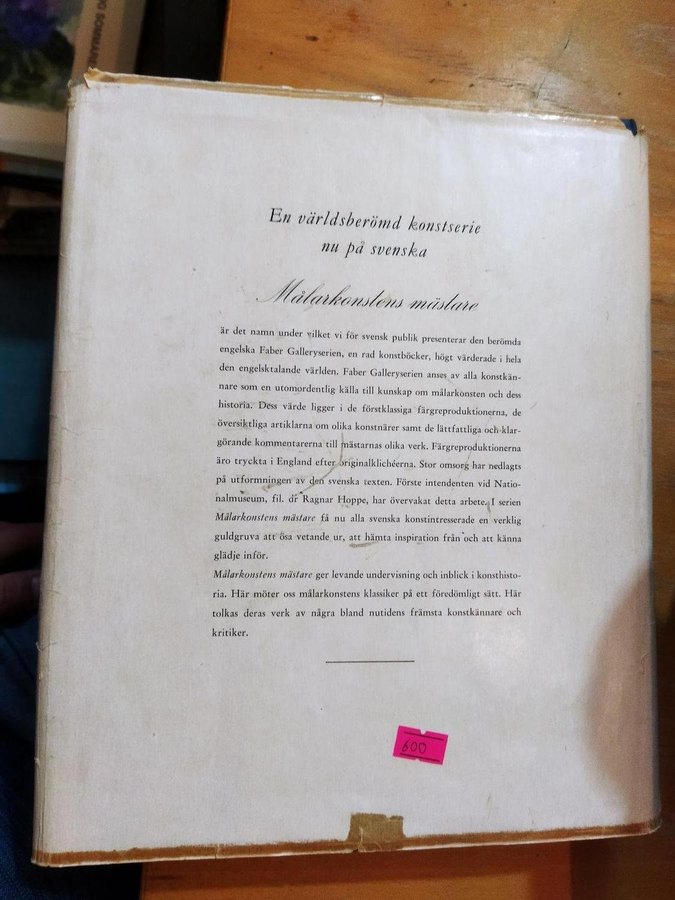 En världsberömd konstserie
nu på svenska
Målarkonstens mästare
är det namn under vilket vi för svensk publik presenterar den berömda
engelska Faber Galleryserien, en rad konstböcker, högt värderade i hela
den engelsktalande världen. Faber Galleryserien anses av alla konstkän-
nare som en utomordentlig källa till kunskap om målarkonsten och dess
historia. Dess värde ligger i de förstklassiga färgreproduktionerna, de
översiktliga artiklarna om olika konstnärer samt de lättfattliga och klar-
görande kommentarerna till mästarnas olika verk. Färgreproduktionerna
äro tryckta i England efter originalklichéerna. Stor omsorg har nedlagts
på utformningen av den svenska texten. Förste intendenten vid Natio-
nalmuseum, fil. dr Ragnar Hoppe, har övervakat detta arbete. I serien
Målarkonstens mästare få nu alla svenska konstintresserade en verklig
guldgruva att ösa vetande ur, att hämta inspiration från och att känna
glädje inför.
Målarkonstens mästare ger levande undervisning och inblick i konsthisto-
ria. Här möter oss målarkonstens klassiker på ett föredömligt sätt. Här
tolkas deras verk av några bland nutidens främsta konstkännare och
kritiker.
600